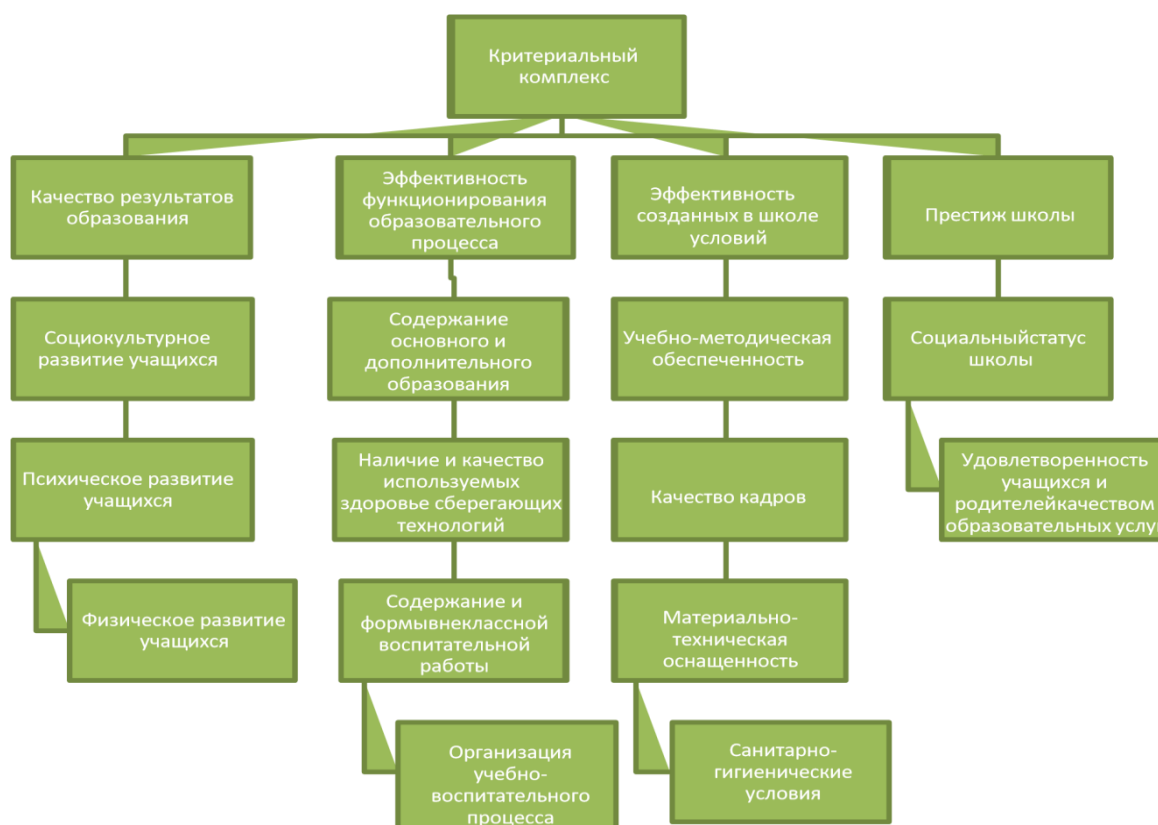 Критериальный
комплекс
Качество результатов
образования
Эффективность
функционирования
образовательного
процесса
Эффективность
созданных в школе
условий
Престиж школы
Социокультурное
развитие учащихся
Содержание
основного и
дополнительного
образования
Учебно-методическая
обеспеченность
Социальныйстатус
школы
Психическое развитие
учащихся
Наличие и качество
используемых
здоровье сберегающих
технологий
Качество кадров
Удовлетворенность
учащихся и
родителейкачеством
образовательных услуг
Физическое развитие
учащихся
Содержание и
формывнеклассной
воспитательной
работы
Материально-
техническая
оснащенность
Организация
учебно-
воспитательного
процесса
Санитарно-
гигиенические
условия